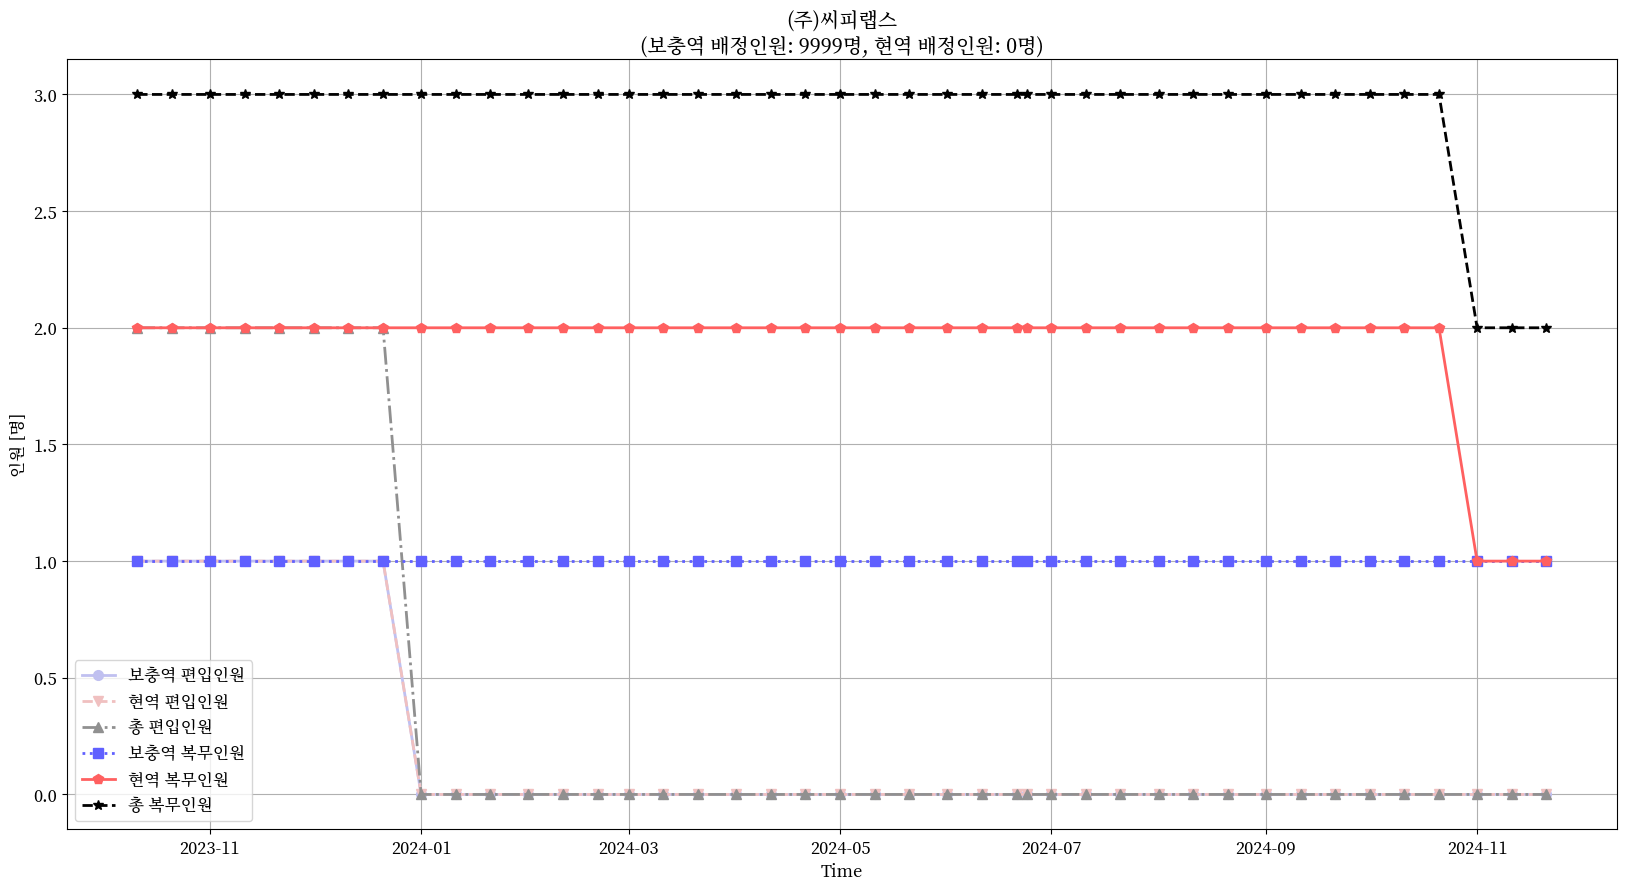 (주)씨피랩스
(보충역 배정인원: 9999명, 현역 배정인원: 0명)
3.0
2.5
2.0
1.5
1.0
0.5
0.0
인원 [명]
보충역 편입인원
현역 편입인원
총 편입인원
보충역 복무인원
현역 복무인원
총 복무인원
2023-11
2024-01
2024-03
2024-05
2024-07
2024-09
2024-11
Time